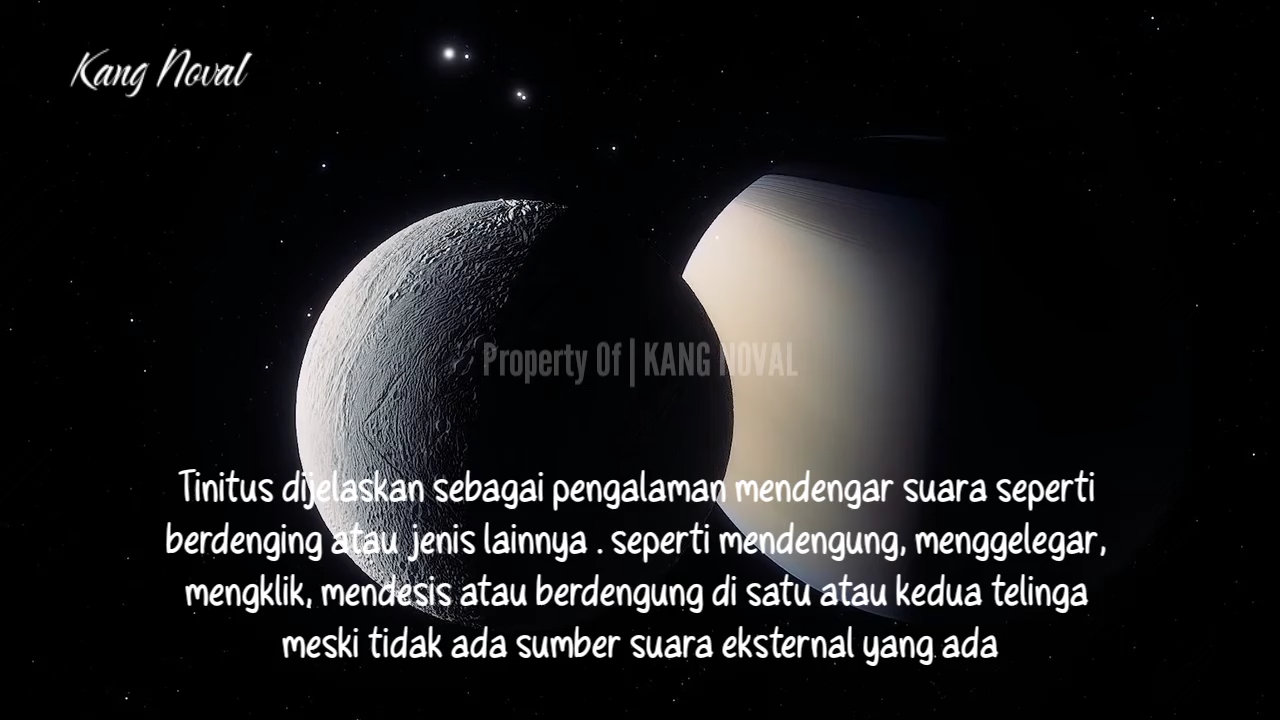 Kang Noval
Property Of | KANG NOVAL
Tinitus dijelaskan sebagai pengalaman mendengar suara seperti
berdenging atau jenis lainnya . seperti mendengung, menggelegar,
mengklik, mendesis atau berdengung di satu atau kedua telinga
meski tidak ada sumber suara eksternal yang ada